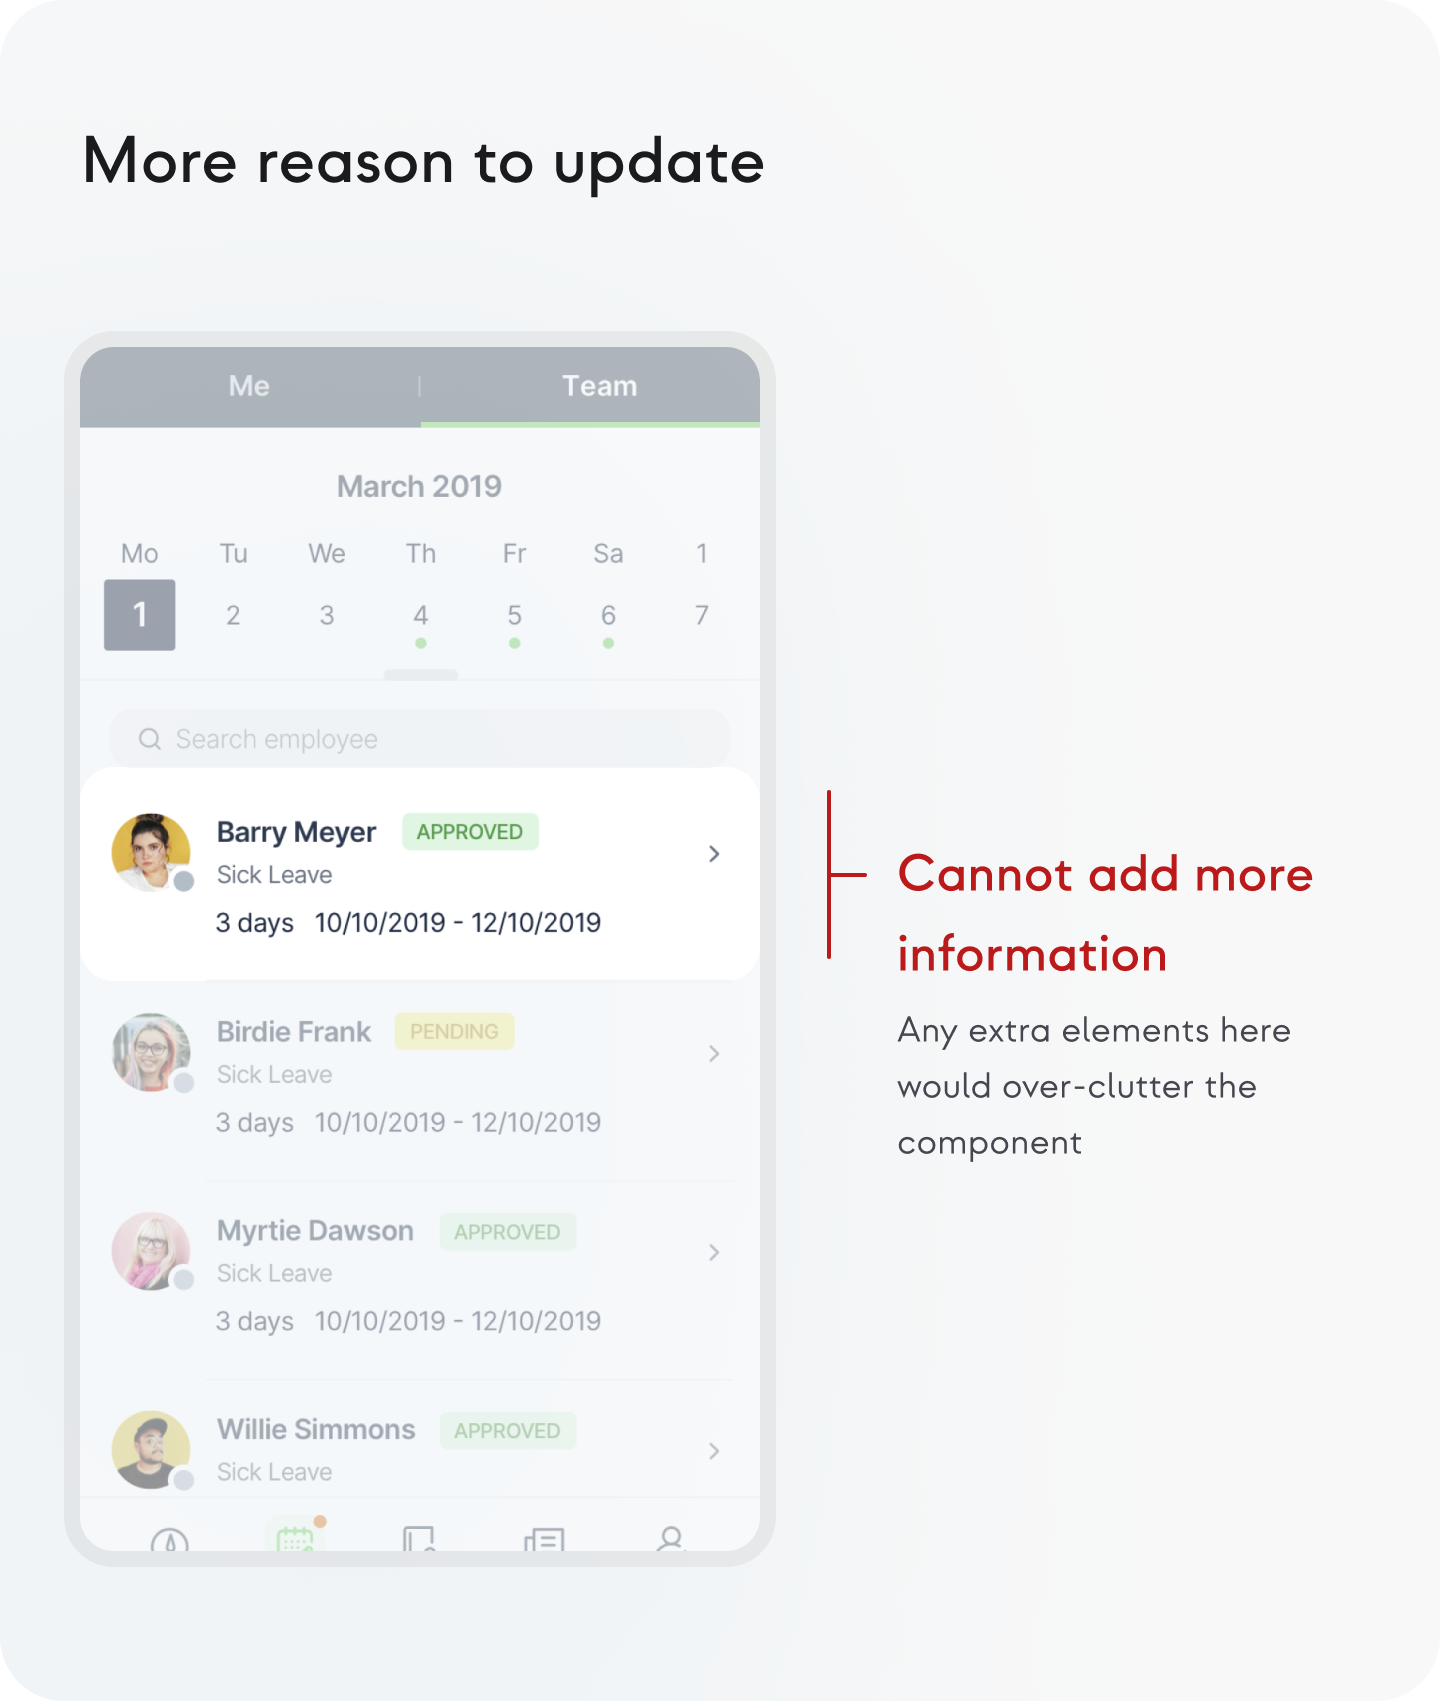 More reason to update
Me | Team
March 2019
Mo Tu We Th Fr Sa 1
1 2 3 4 5 6 7
Search employee
Barry Meyer APPROVED
Sick Leave
3 days 10/10/2019 - 12/10/2019
Birdie Frank PENDING
Sick Leave
3 days 10/10/2019 - 12/10/2019
Myrtie Dawson APPROVED
Sick Leave
3 days 10/10/2019 - 12/10/2019
Willie Simmons APPROVED
Sick Leave
Cannot add more
information
Any extra elements here
would over-clutter the
component